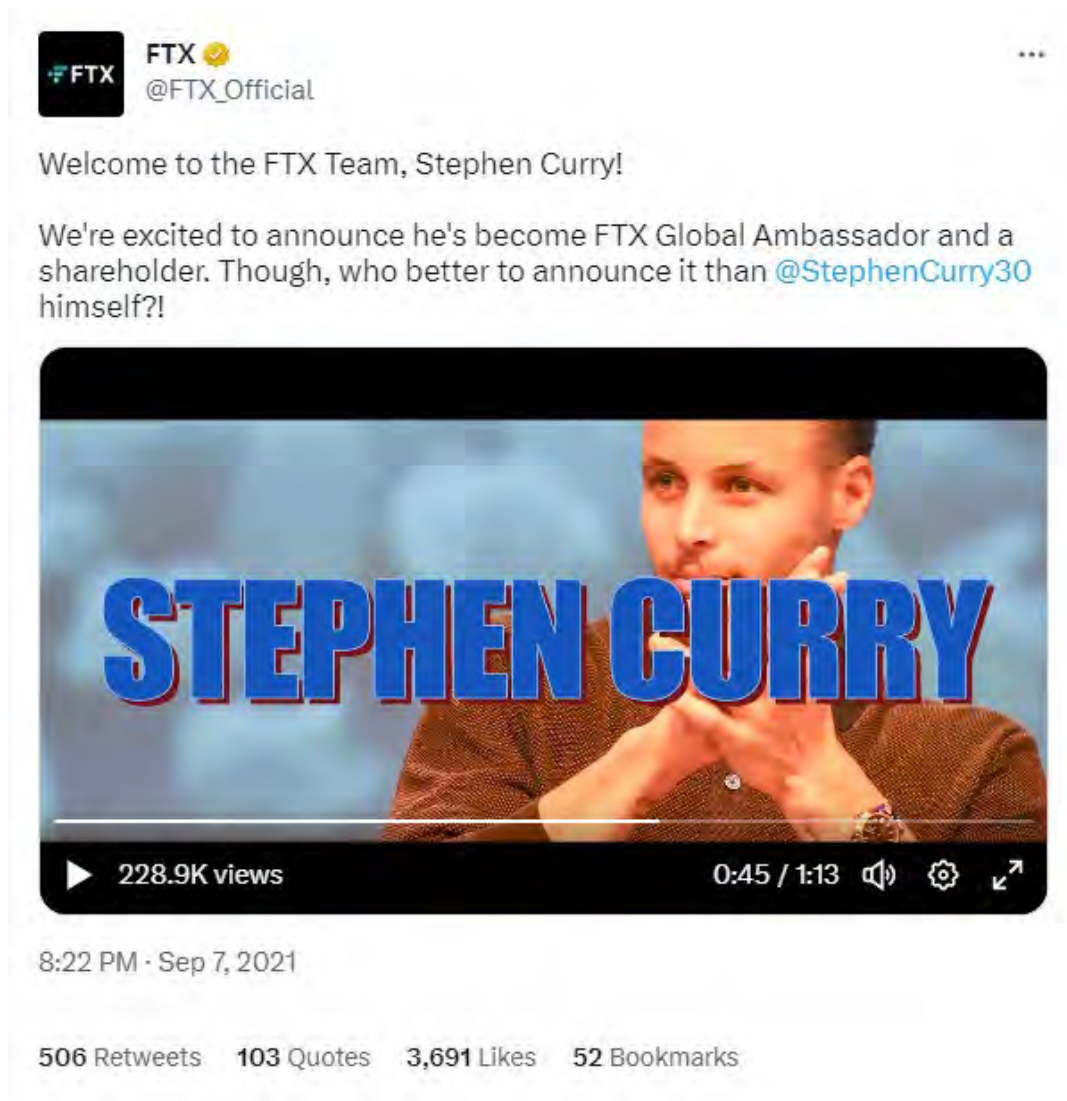 FTX
FTX
@FTX_Official
Welcome to the FTX Team, Stephen Curry!
We're excited to announce he's become FTX Global Ambassador and a
shareholder. Though, who better to announce it than @StephenCurry30
himself?!
STEPHEN CURRY
228.9K views
0:45 / 1:13
8:22 PM · Sep 7, 2021
506 Retweets 103 Quotes 3,691 Likes 52 Bookmarks